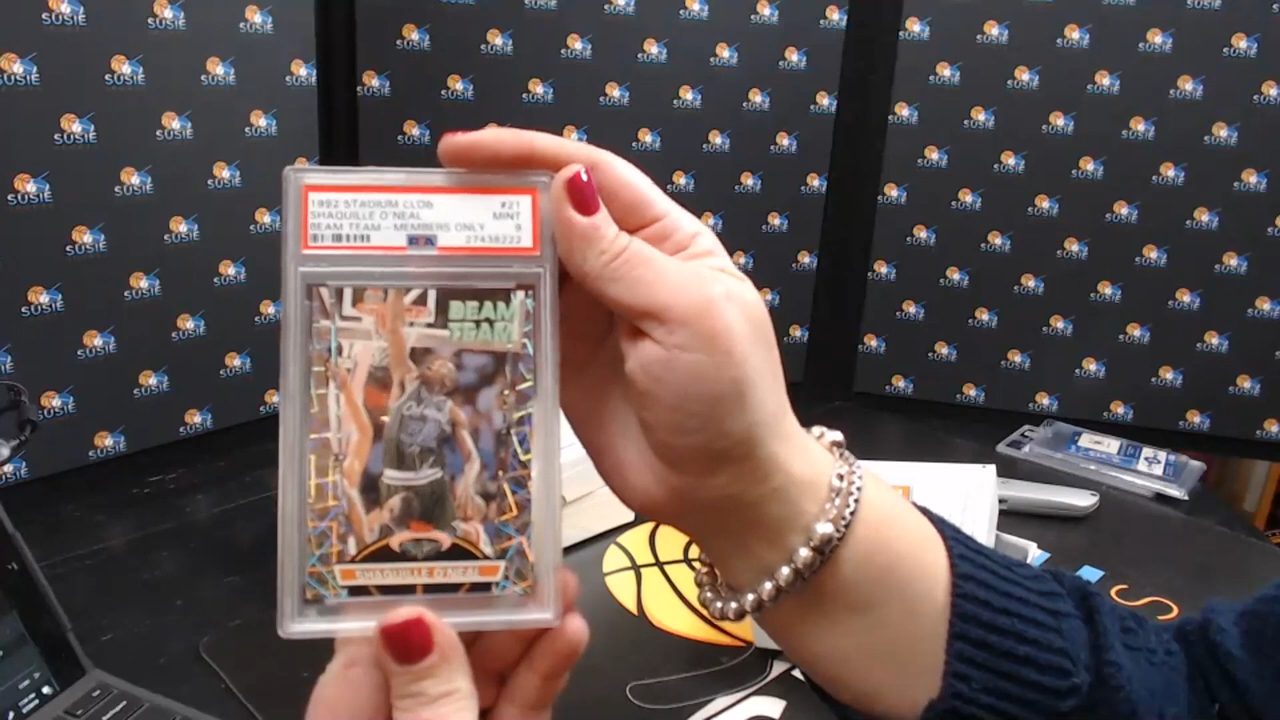 SUSIE
1992 STADIUM CLUB #21
SHAQUILLE O'NEAL MINT
BEAM TEAM - MEMBERS ONLY 9
PSA 27438222
BEAM
TEAM
Orlando
SHAQUILLE O'NEAL
S